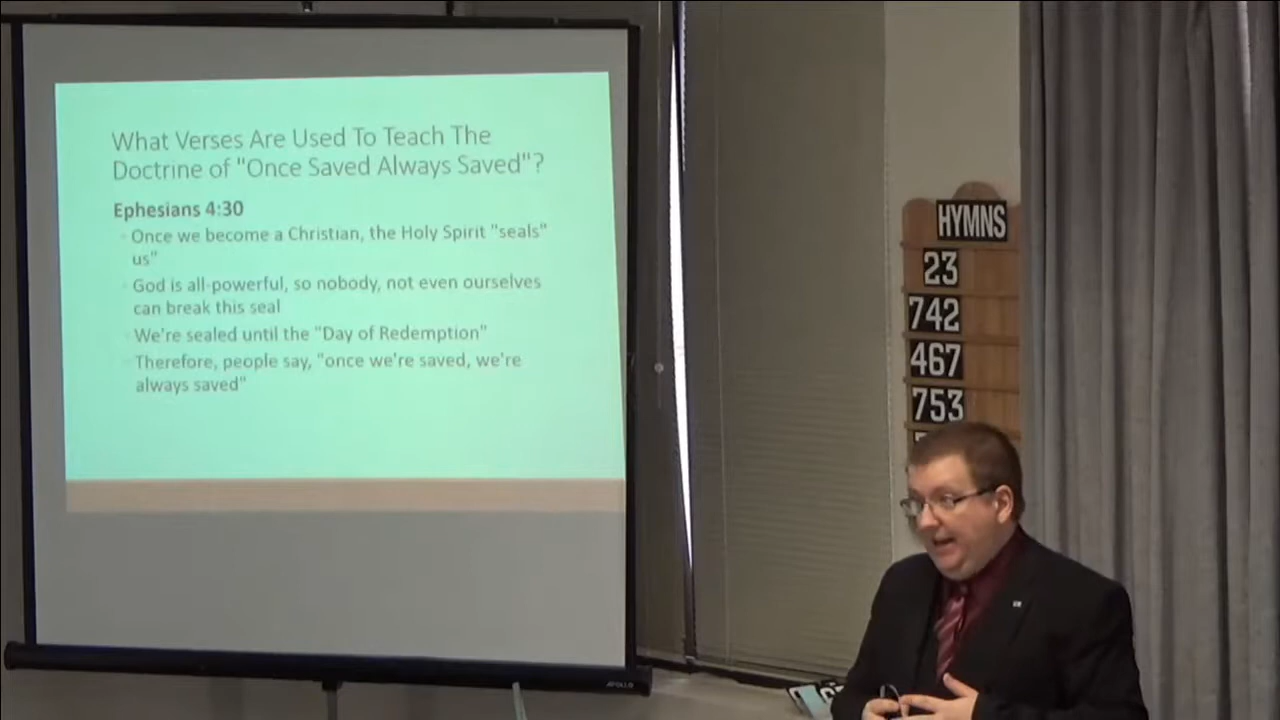 What Verses Are Used To Teach The
Doctrine of "Once Saved Always Saved"?
Ephesians 4:30
Once we become a Christian, the Holy Spirit "seals"
us"
God is all-powerful, so nobody, not even ourselves
can break this seal
We're sealed until the "Day of Redemption"
Therefore, people say, "once we're saved, we're
always saved"
HYMNS
23
742
467
753
APOLLO